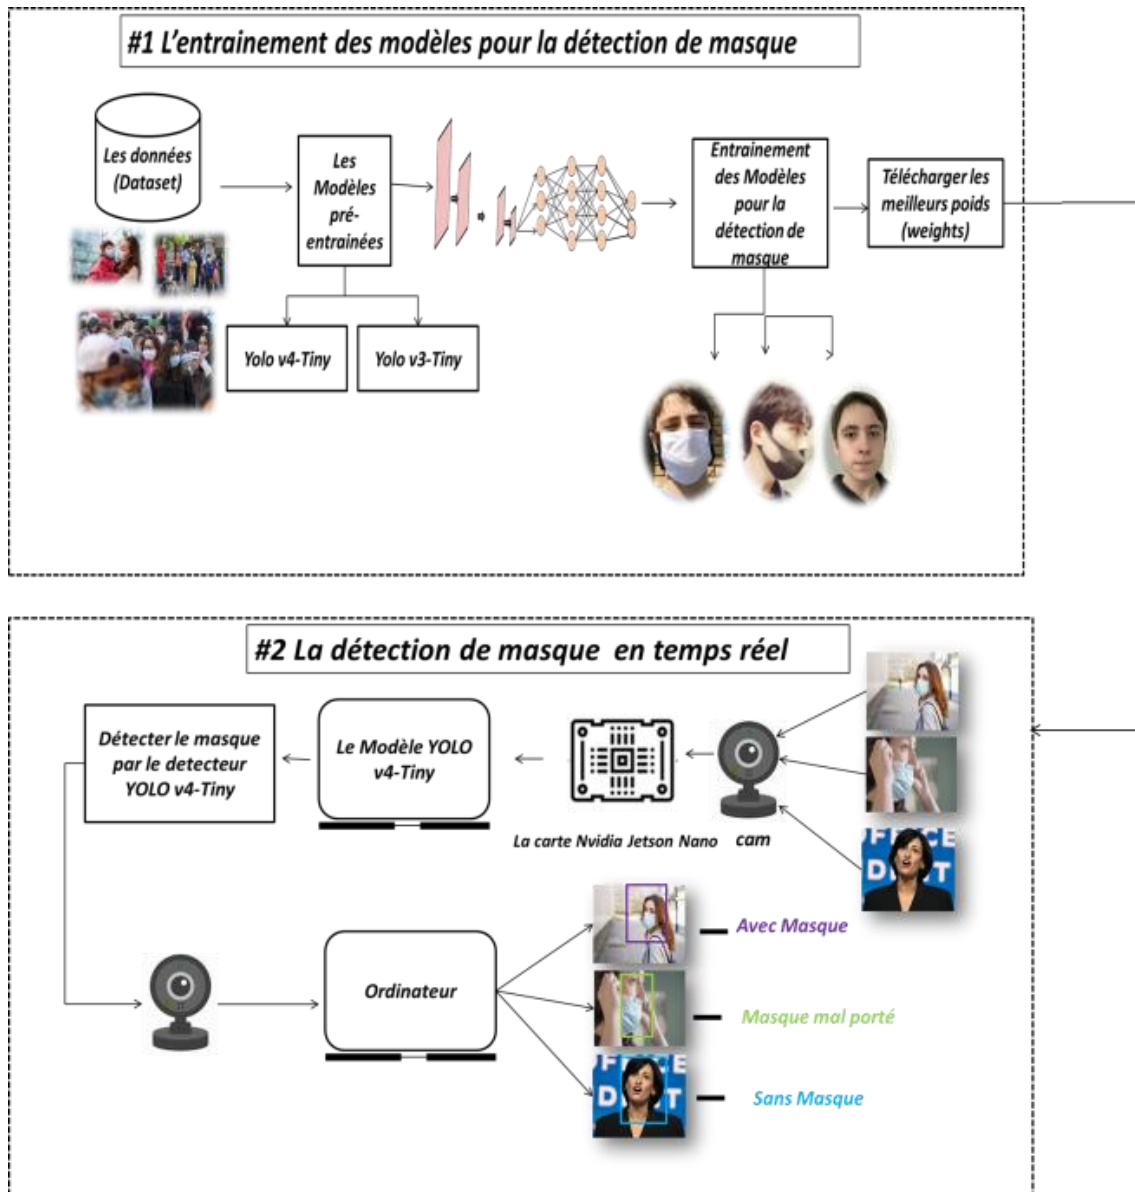 #1 L'entrainement des modèles pour la détection de masque
Les données
(Dataset)
Les
Modèles
pré-
entrainées
Yolo v4-Tiny
Yolo v3-Tiny
Entrainement
des Modèles
pour la
détection de
masque
Télécharger les
meilleurs poids
(weights)
#2 La détection de masque en temps réel
Détecter le masque
par le detecteur
YOLO v4-Tiny
Le Modèle YOLO
v4-Tiny
La carte Nvidia Jetson Nano
cam
Ordinateur
Avec Masque
Masque mal porté
Sans Masque